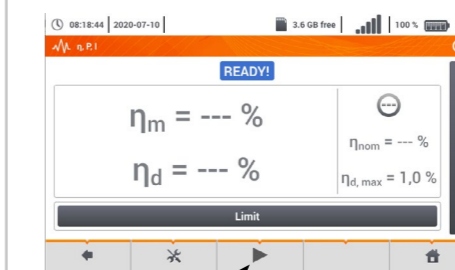 08:18:44 2020-07-10 3.6 GB free 100 %
η, P, I
READY!
ηm = --- %
---
ηnom = --- %
ηd = --- %
ηd, max = 1,0 %
Limit